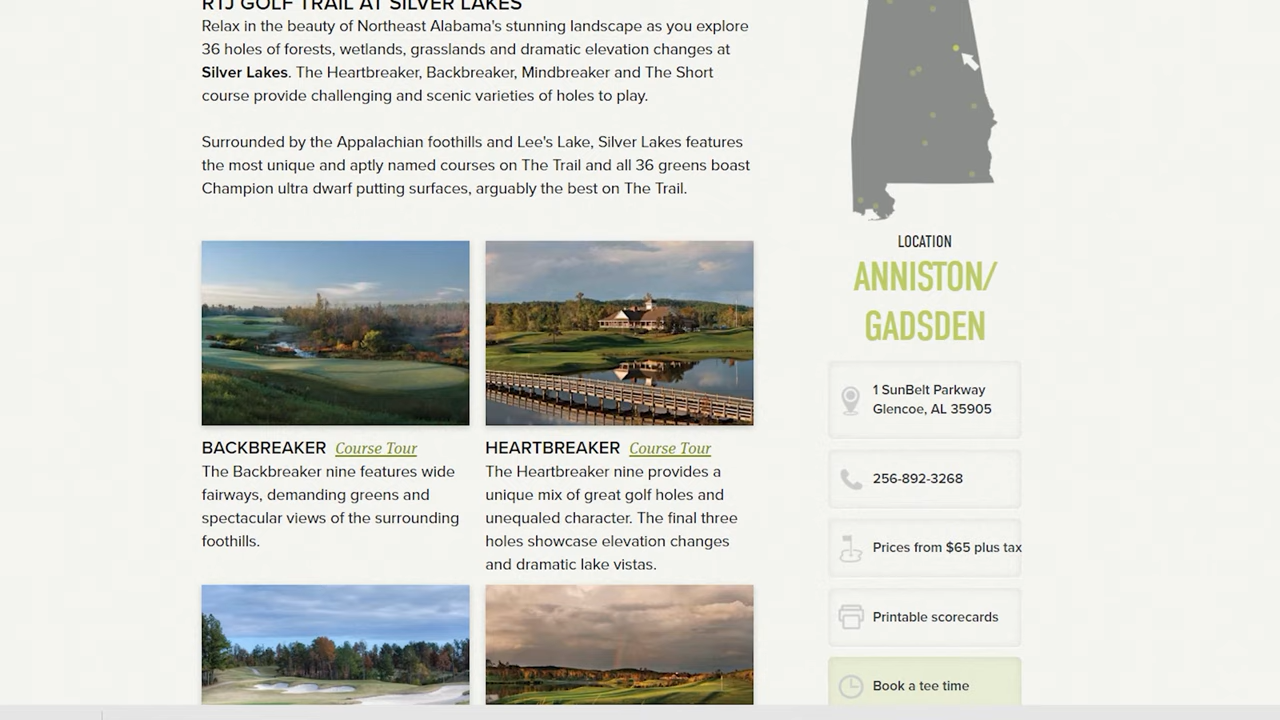 RTJ GOLF TRAIL AT SILVER LAKES
Relax in the beauty of Northeast Alabama's stunning landscape as you explore
36 holes of forests, wetlands, grasslands and dramatic elevation changes at
Silver Lakes. The Heartbreaker, Backbreaker, Mindbreaker and The Short
course provide challenging and scenic varieties of holes to play.
Surrounded by the Appalachian foothills and Lee's Lake, Silver Lakes features
the most unique and aptly named courses on The Trail and all 36 greens boast
Champion ultra dwarf putting surfaces, arguably the best on The Trail.
BACKBREAKER Course Tour
The Backbreaker nine features wide
fairways, demanding greens and
spectacular views of the surrounding
foothills.
HEARTBREAKER Course Tour
The Heartbreaker nine provides a
unique mix of great golf holes and
unequaled character. The final three
holes showcase elevation changes
and dramatic lake vistas.
LOCATION
ANNISTON/
GADSDEN
1 SunBelt Parkway
Glencoe, AL 35905
256-892-3268
Prices from $65 plus tax
Printable scorecards
Book a tee time